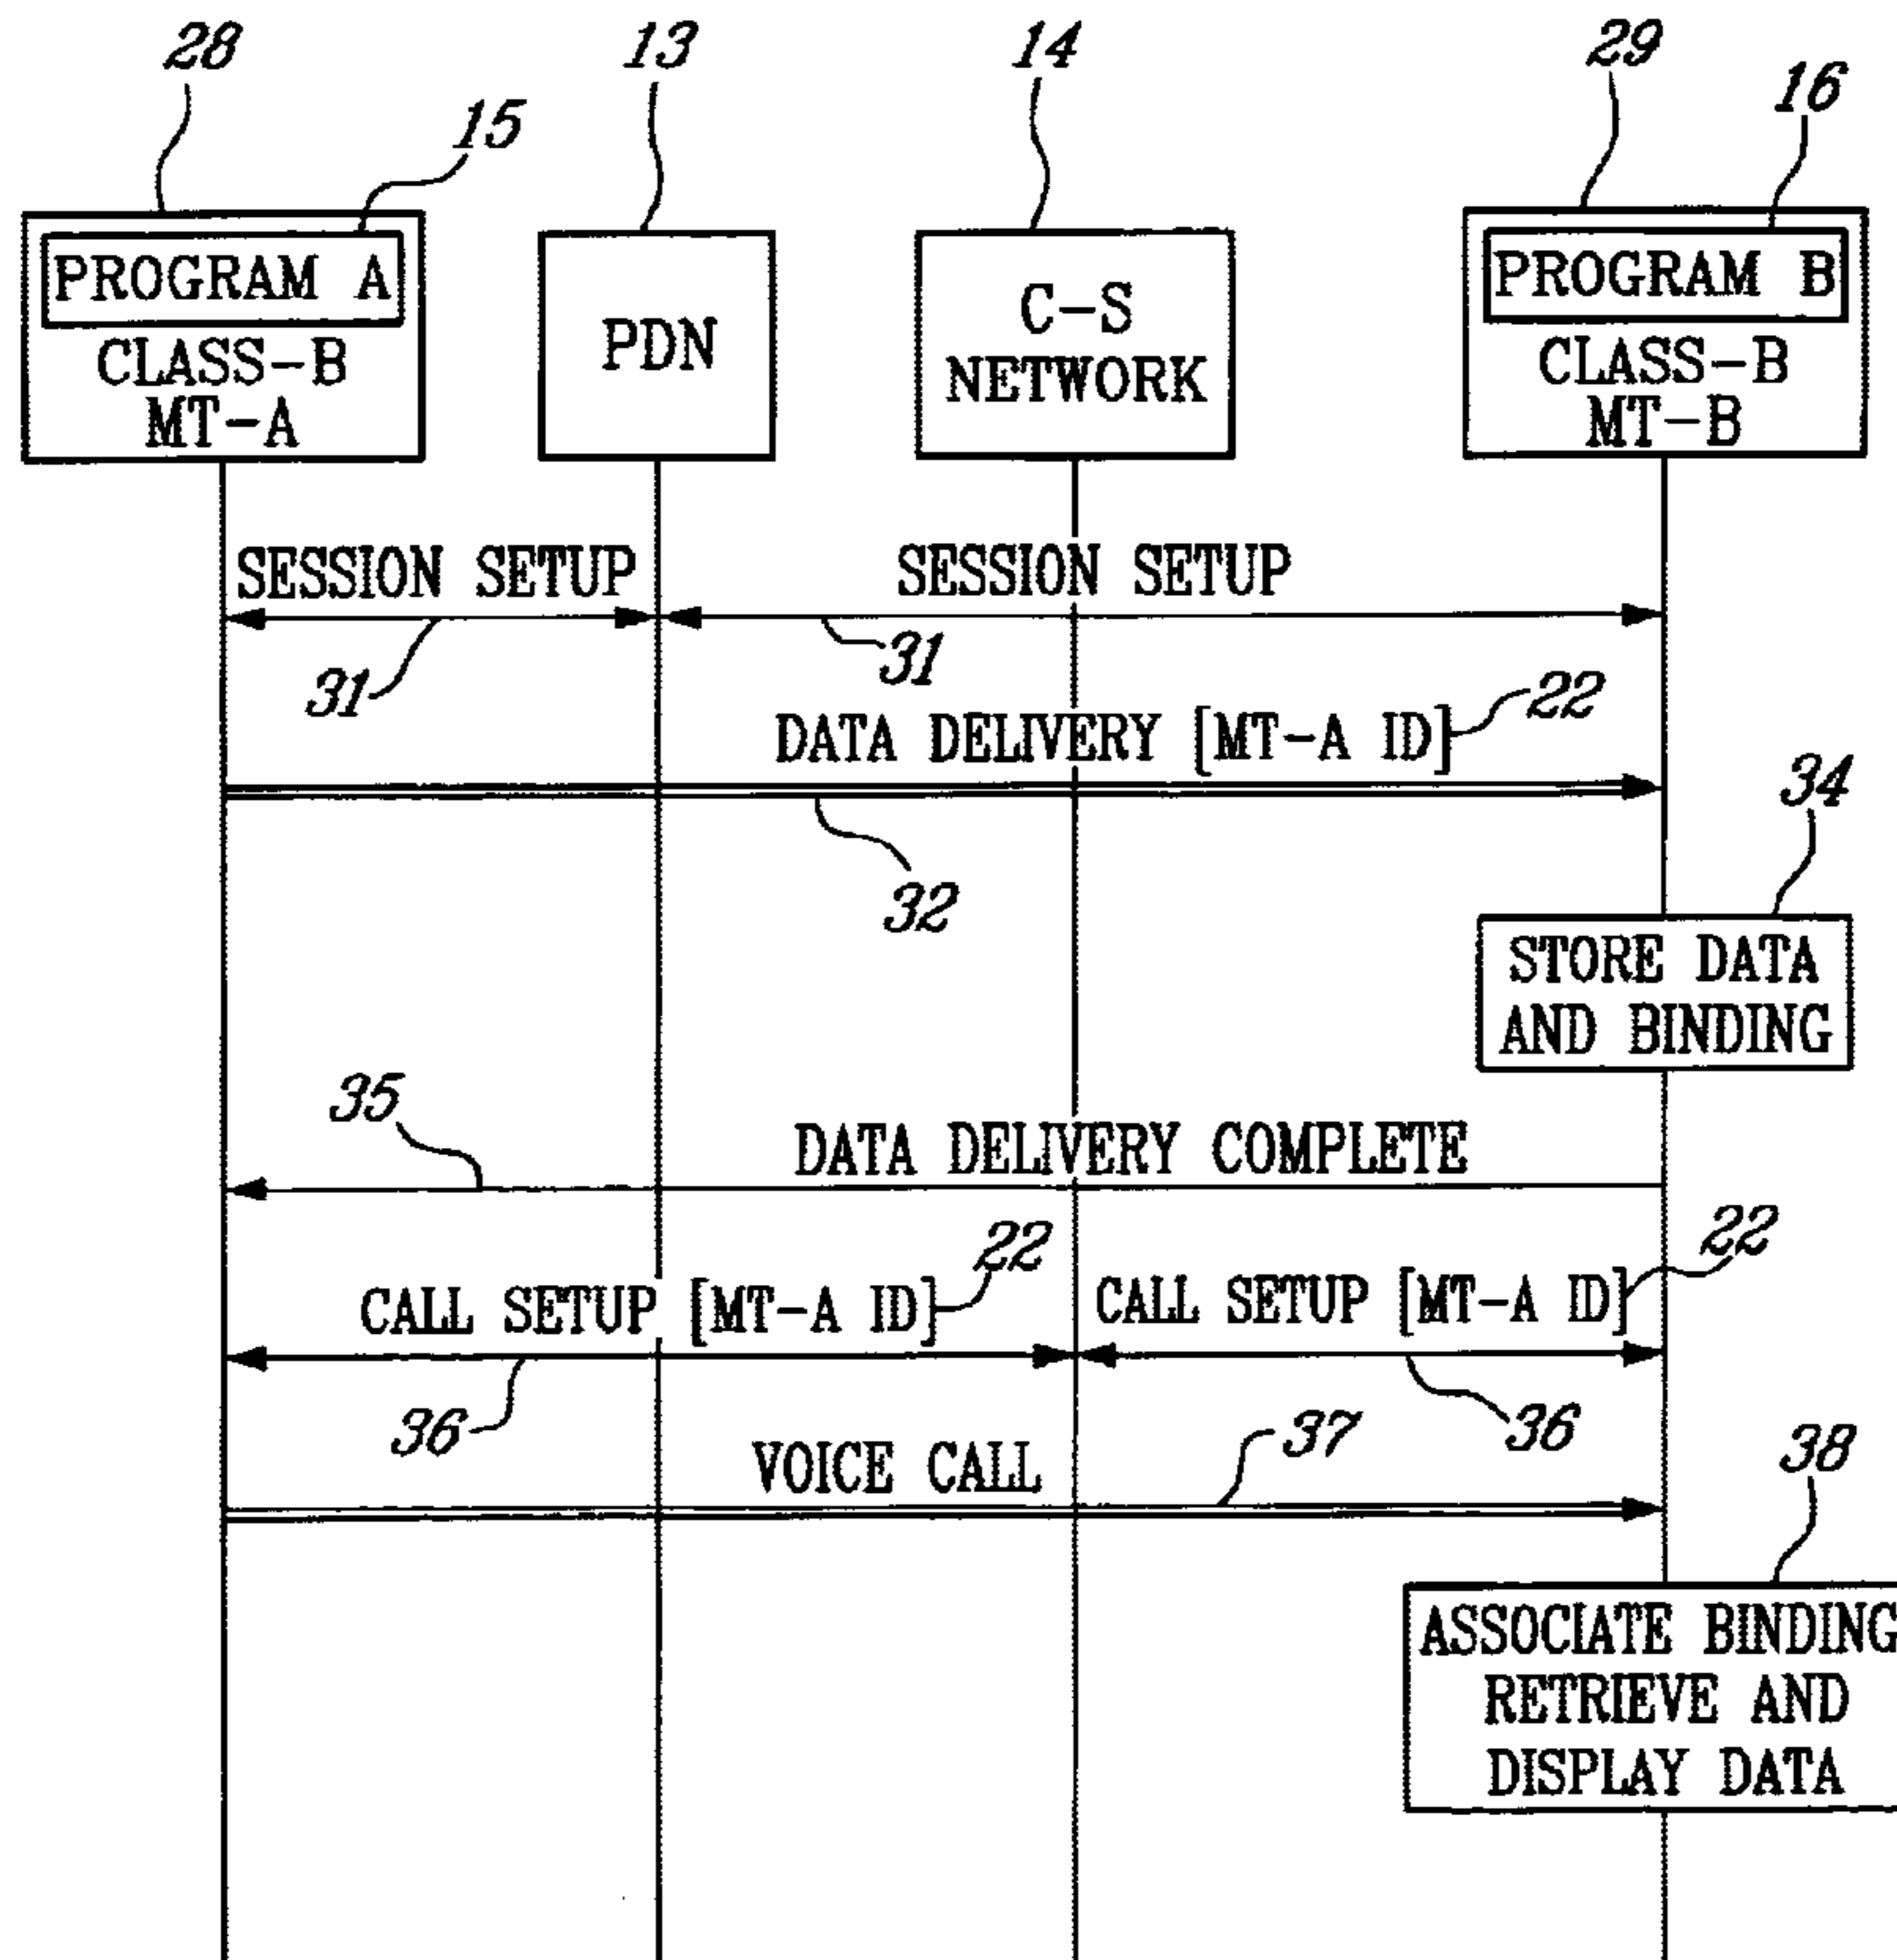 28
13
14
29
15
16
PROGRAM A
CLASS-B
MT-A
PDN
C-S
NETWORK
PROGRAM B
CLASS-B
MT-B
SESSION SETUP
SESSION SETUP
31
31
DATA DELIVERY [MT-A ID]
22
32
34
STORE DATA
AND BINDING
35
DATA DELIVERY COMPLETE
22
22
CALL SETUP [MT-A ID]
CALL SETUP [MT-A ID]
36
36
VOICE CALL
37
38
ASSOCIATE BINDING
RETRIEVE AND
DISPLAY DATA